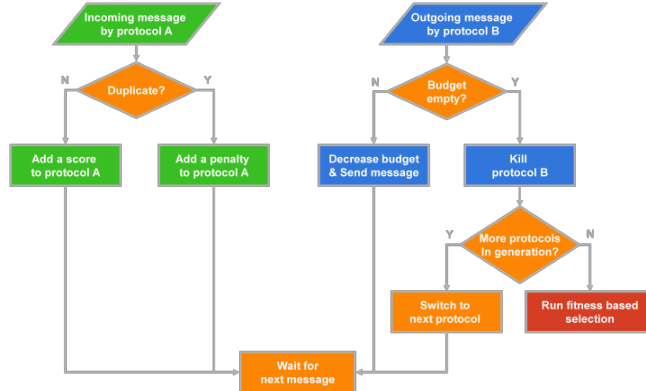 Incoming message
by protocol A
Outgoing message
by protocol B
N
Duplicate?
Y
N
Budget
empty?
Y
Add a score
to protocol A
Add a penalty
to protocol A
Decrease budget
& Send message
Kill
protocol B
Y
More protocols
In generation?
N
Switch to
next protocol
Run fitness based
selection
Wait for
next message